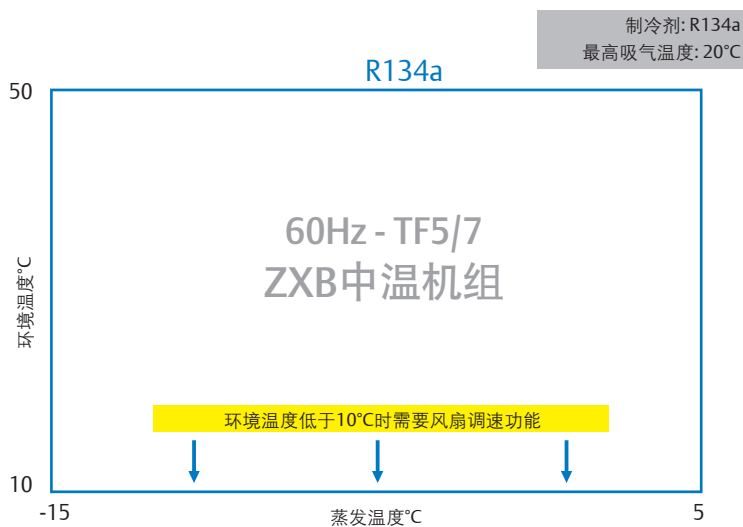 制冷剂: R134a
最高吸气温度: 20°C
R134a
50
60Hz - TF5/7
ZXB中温机组
环境温度°C
环境温度低于10°C时需要风扇调速功能
10
-15
蒸发温度°C
5